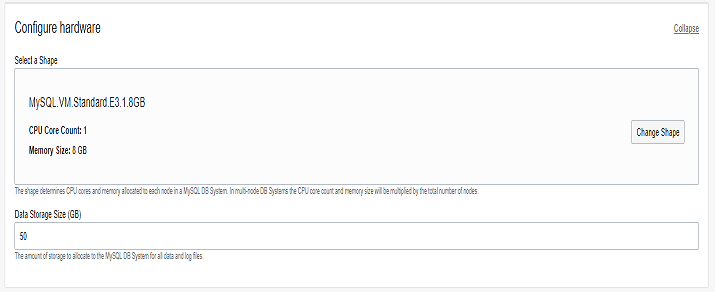 Configure hardware
Collapse
Select a Shape
MySQL.VM.Standard.E3.1.8GB
CPU Core Count: 1
Change Shape
Memory Size: 8 GB
The shape determines CPU cores and memory allocated to each node in a MySQL DB System. In multi-node DB Systems the CPU core count and memory size will be multiplied by the total number of nodes.
Data Storage Size (GB)
50
The amount of storage to allocate to the MySQL DB System for all data and log files.